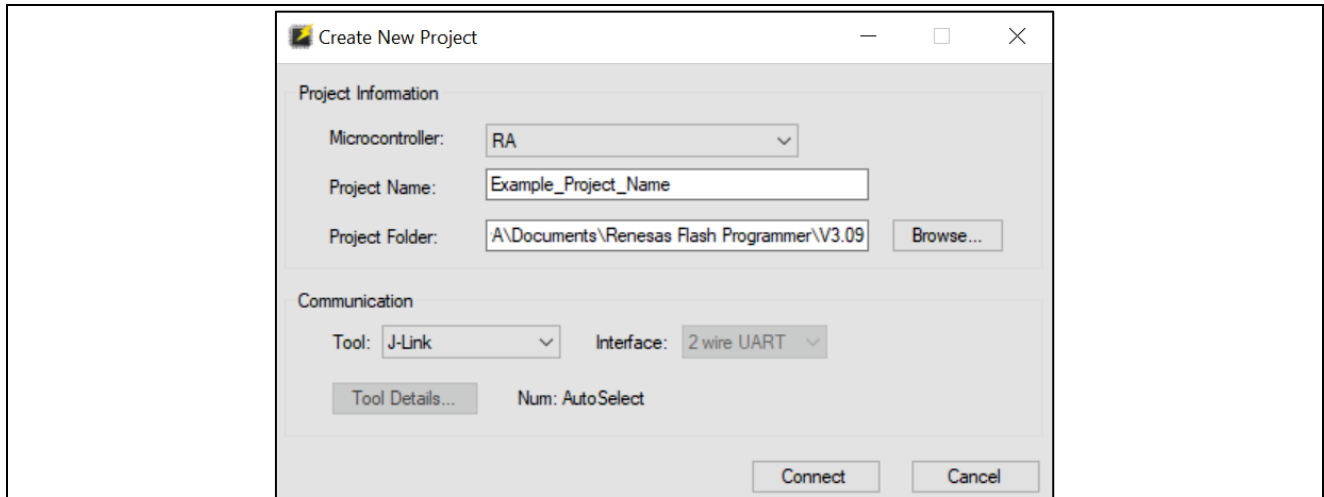 Create New Project
Project Information
Microcontroller: RA
Project Name: Example_Project_Name
Project Folder: A\Documents\Renesas Flash Programmer\V3.09 Browse...
Communication
Tool: J-Link Interface: 2 wire UART
Tool Details... Num: AutoSelect
Connect Cancel